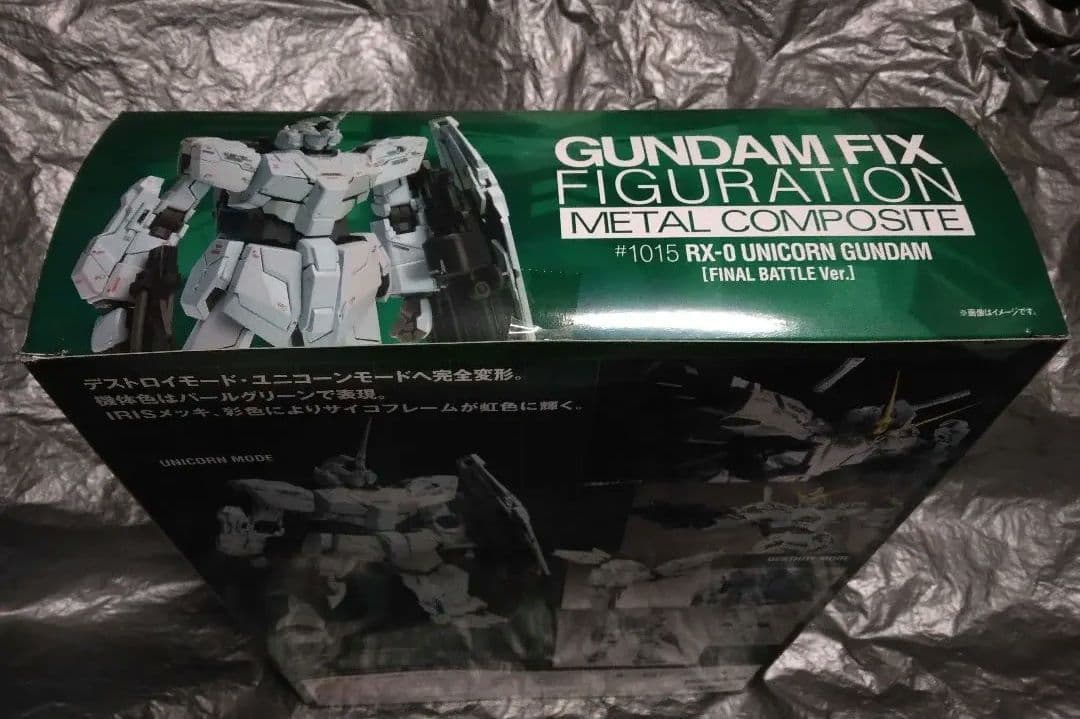 GUNDAM FIX
FIGURATION
METAL COMPOSITE
#1015 RX-0 UNICORN GUNDAM
[FINAL BATTLE Ver.]
※画像はイメージです。
デストロイモード・ユニコーンモードへ完全変形。
機体色はパールグリーンで表現。
IRISメッキ、彩色によりサイコフレームが虹色に輝く。
UNICORN MODE
DESTROY MODE